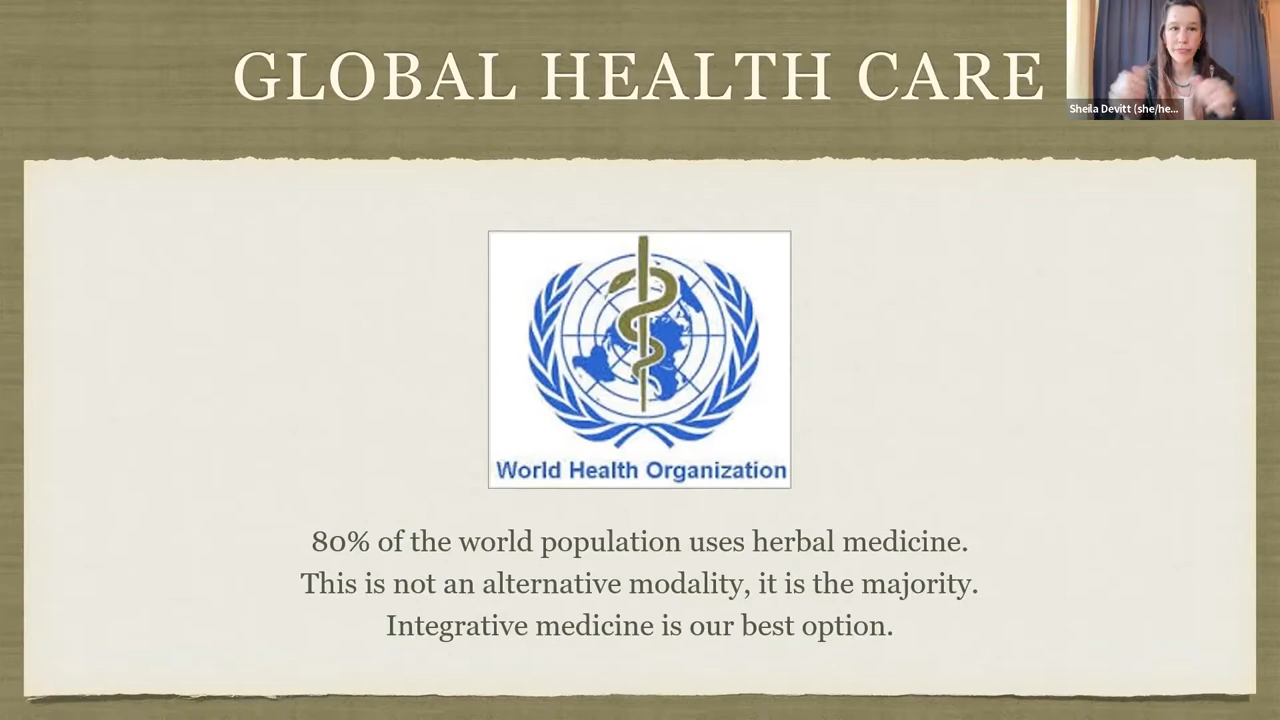 GLOBAL HEALTH CARE
Sheila Devitt (she/he...
World Health Organization
80% of the world population uses herbal medicine.
This is not an alternative modality, it is the majority.
Integrative medicine is our best option.